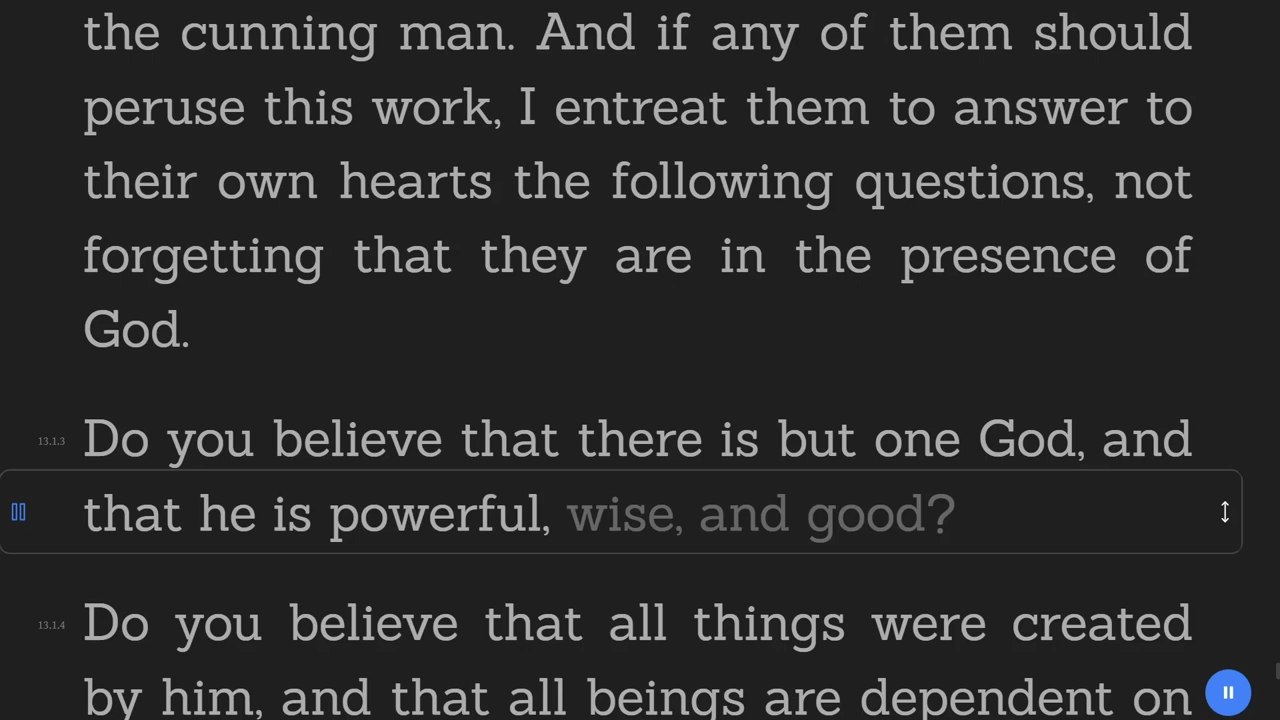 the cunning man. And if any of them should
peruse this work, I entreat them to answer to
their own hearts the following questions, not
forgetting that they are in the presence of
God.
13.1.3 Do you believe that there is but one God, and
that he is powerful, wise, and good?
13.1.4 Do you believe that all things were created
by him, and that all beings are dependent on